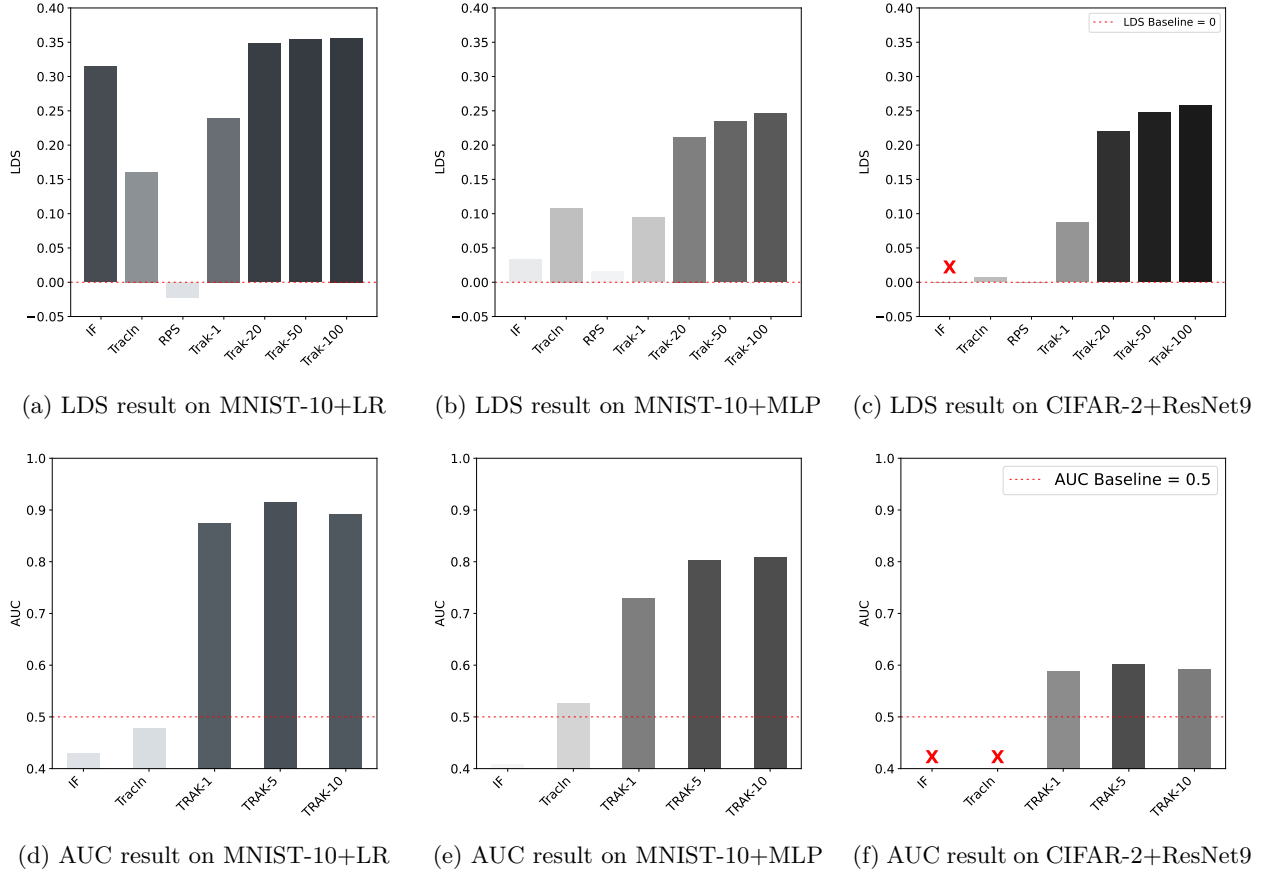 0.40
0.35
0.30
0.25
0.20
0.15
0.10
0.05
0.00
−0.05
LDS
IF
TracIn
RPS
Trak-1
Trak-20
Trak-50
Trak-100
(a) LDS result on MNIST-10+LR
0.40
0.35
0.30
0.25
0.20
0.15
0.10
0.05
0.00
−0.05
LDS
IF
TracIn
RPS
Trak-1
Trak-20
Trak-50
Trak-100
(b) LDS result on MNIST-10+MLP
0.40
0.35
0.30
0.25
0.20
0.15
0.10
0.05
0.00
−0.05
LDS
LDS Baseline = 0
X
IF
TracIn
RPS
Trak-1
Trak-20
Trak-50
Trak-100
(c) LDS result on CIFAR-2+ResNet9
1.0
0.9
0.8
0.7
0.6
0.5
0.4
AUC
IF
TracIn
TRAK-1
TRAK-5
TRAK-10
(d) AUC result on MNIST-10+LR
1.0
0.9
0.8
0.7
0.6
0.5
0.4
AUC
IF
TracIn
TRAK-1
TRAK-5
TRAK-10
(e) AUC result on MNIST-10+MLP
1.0
0.9
0.8
0.7
0.6
0.5
0.4
AUC
AUC Baseline = 0.5
X
X
IF
TracIn
TRAK-1
TRAK-5
TRAK-10
(f) AUC result on CIFAR-2+ResNet9